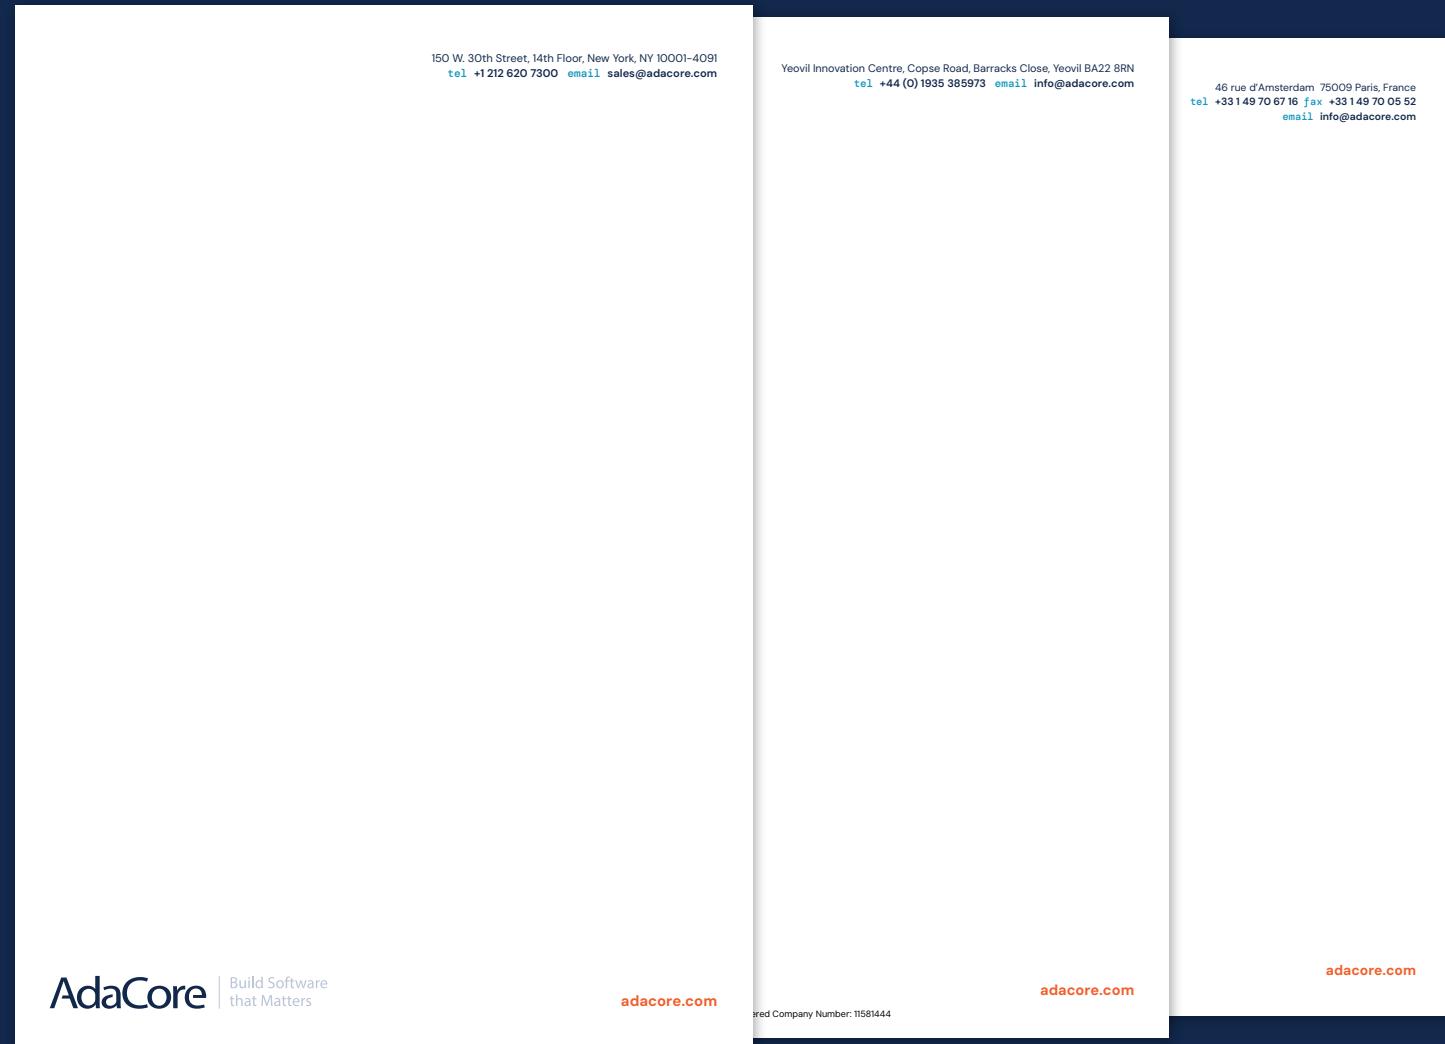 150 W. 30th Street, 14th Floor, New York, NY 10001-4091
tel +1 212 620 7300 email sales@adacore.com
AdaCore
Build Software
that Matters
adacore.com
Yeovil Innovation Centre, Copse Road, Barracks Close, Yeovil BA22 8RN
tel +44 (0) 1935 385973 email info@adacore.com
adacore.com
Company Number: 11581444
46 rue d'Amsterdam 75009 Paris, France
tel +33 1 49 70 67 16 fax +33 1 49 70 05 52
email info@adacore.com
adacore.com